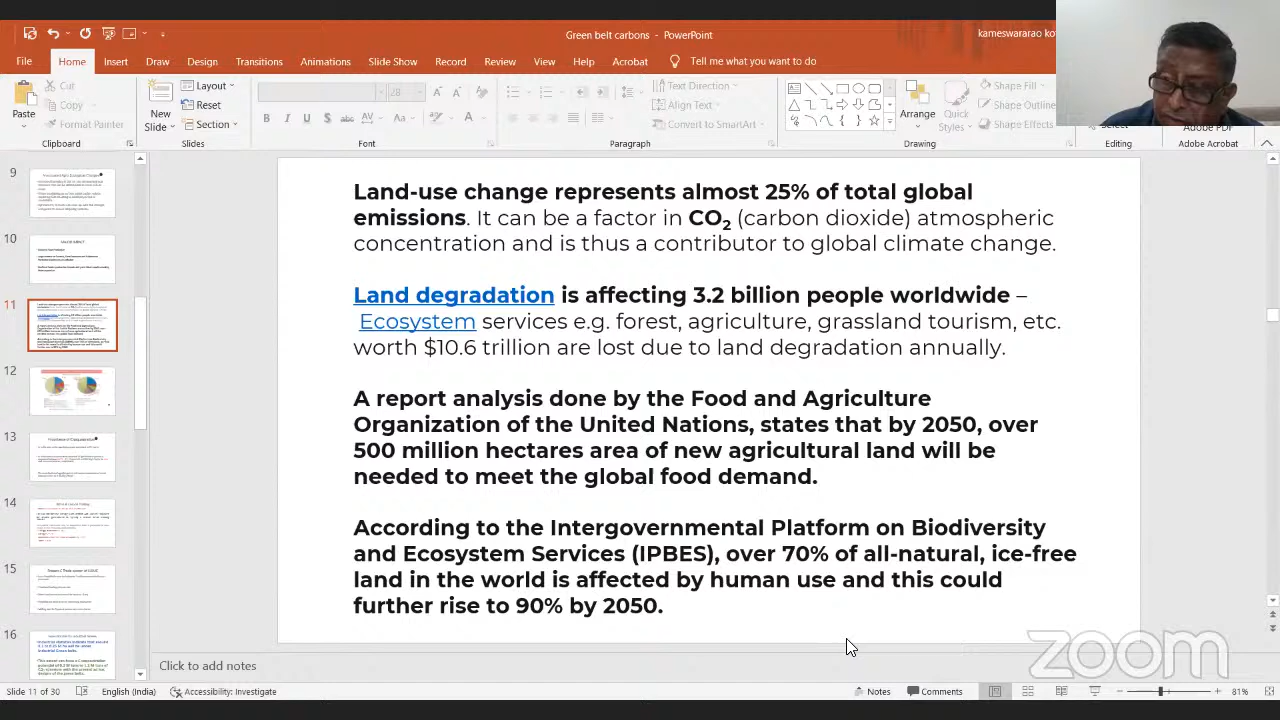 Green belt carbons - PowerPoint
kameswararao kot
File Home Insert Draw Design Transitions Animations Slide Show Record Review View Help Acrobat Tell me what you want to do
Paste
Cut
Copy
Format Painter
Clipboard
New
Slide
Layout
Reset
Section
Slides
28
Font
Text Direction
Align Text
Convert to SmartArt
Paragraph
Arrange
Quick
Styles
Shape Fill
Shape Outline
Shape Effects
Drawing
Select
Editing
Adobe PDF
Adobe Acrobat
9
10
11
12
13
14
15
16
Land-use change represents almost 25% of total global
emissions. It can be a factor in CO2 (carbon dioxide) atmospheric
concentration and is thus a contributor to global climate change.
Land degradation is affecting 3.2 billion people worldwide –
Ecosystem service e.g. forest, agriculture, grassland, tourism, etc.
worth $10.6 trillion are lost due to land degradation annually.
A report analysis done by the Food and Agriculture
Organization of the United Nations, states that by 2050, over
500 million hectares area of new agricultural land will be
needed to meet the global food demand.
According to the Intergovernmental Platform on Biodiversity
and Ecosystem Services (IPBES), over 70% of all-natural, ice-free
land in the world is affected by human use and this could
further rise to 90% by 2050.
Click to add notes
zoom
Slide 11 of 30 English (India) Accessibility: Investigate Notes Comments 81%